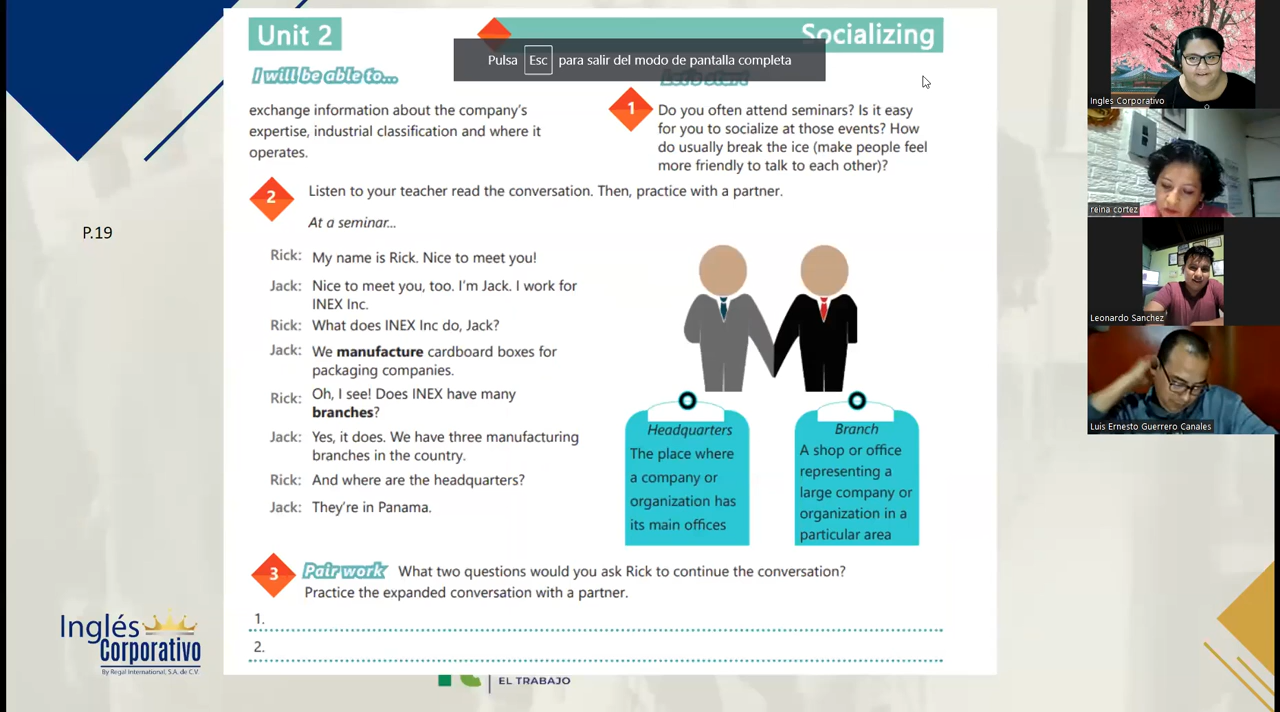 Unit 2
Socializing
Pulsa Esc para salir del modo de pantalla completa
I will be able to...
Let's start
exchange information about the company's
expertise, industrial classification and where it
operates.
1
Do you often attend seminars? Is it easy
for you to socialize at those events? How
do usually break the ice (make people feel
more friendly to talk to each other)?
2
Listen to your teacher read the conversation. Then, practice with a partner.
At a seminar...
P.19
Rick: My name is Rick. Nice to meet you!
Jack: Nice to meet you, too. I'm Jack. I work for
INEX Inc.
Rick: What does INEX Inc do, Jack?
Jack: We manufacture cardboard boxes for
packaging companies.
Rick: Oh, I see! Does INEX have many
branches?
Jack: Yes, it does. We have three manufacturing
branches in the country.
Rick: And where are the headquarters?
Jack: They're in Panama.
Headquarters
The place where
a company or
organization has
its main offices
Branch
A shop or office
representing a
large company or
organization in a
particular area
3
Pair work What two questions would you ask Rick to continue the conversation?
Practice the expanded conversation with a partner.
1.
2.
Inglés
Corporativo
By Regal International, S.A. de C.V.
EL TRABAJO
Ingles Corporativo
reina cortez
Leonardo Sanchez
Luis Ernesto Guerrero Canales